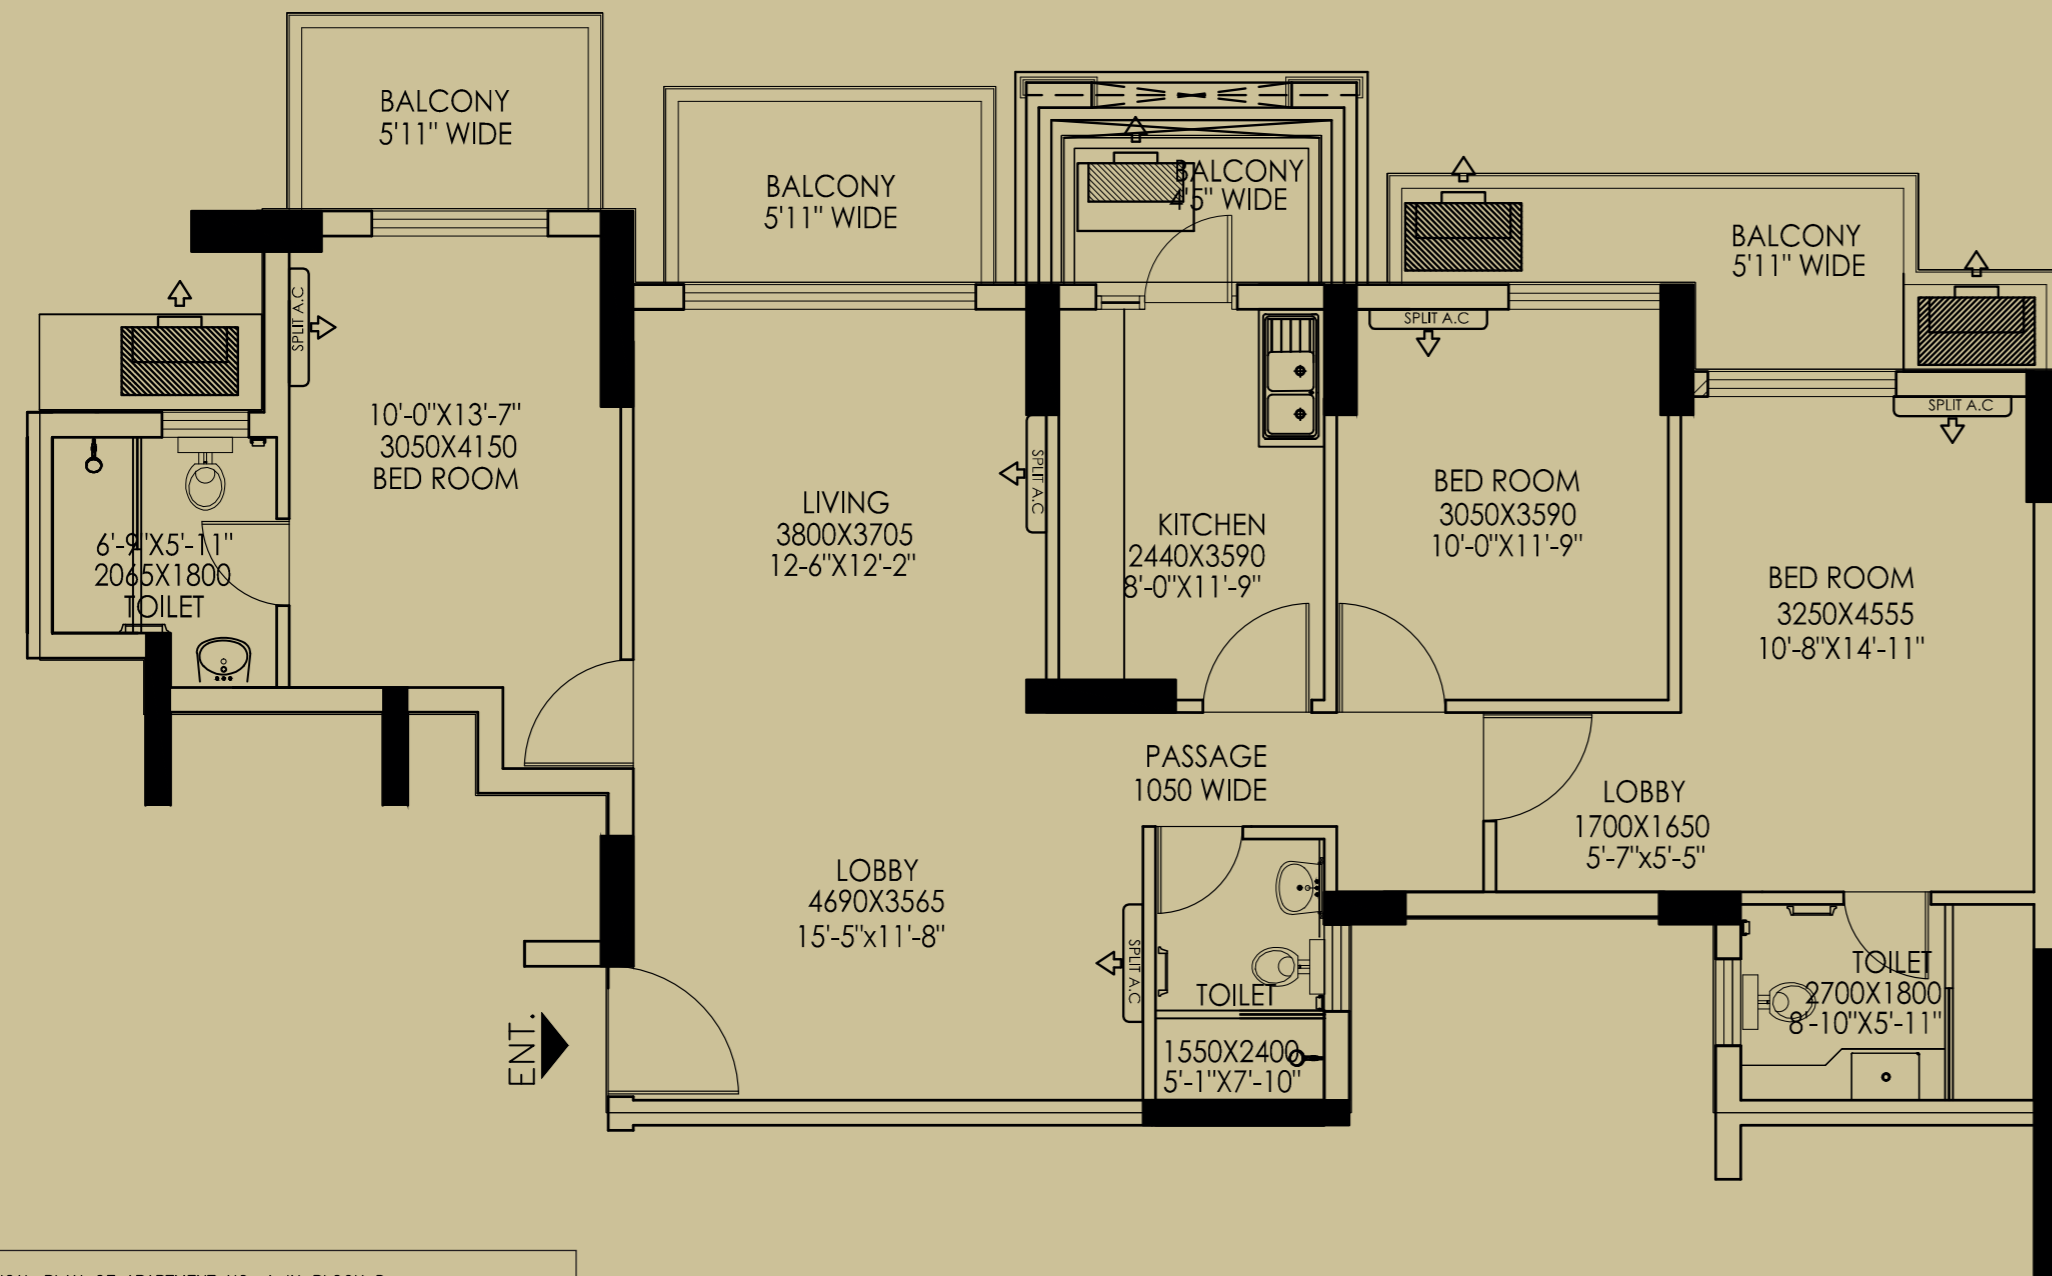 BALCONY
5'11" WIDE
BALCONY
5'11" WIDE
BALCONY
4'5" WIDE
BALCONY
5'11" WIDE
SPLIT A.C
SPLIT A.C
SPLIT A.C
10'-0"X13'-7"
3050X4150
BED ROOM
SPLIT A.C
LIVING
3800X3705
12-6"X12'-2"
KITCHEN
2440X3590
8'-0"X11'-9"
BED ROOM
3050X3590
10'-0"X11'-9"
BED ROOM
3250X4555
10'-8"X14'-11"
6'-9"X5'-11"
2065X1800
TOILET
PASSAGE
1050 WIDE
LOBBY
1700X1650
5'-7"x5'-5"
LOBBY
4690X3565
15'-5"x11'-8"
SPLIT A.C
TOILET
1550X2400
5'-1"X7'-10"
TOILET
2700X1800
8'-10"X5'-11"
ENT.